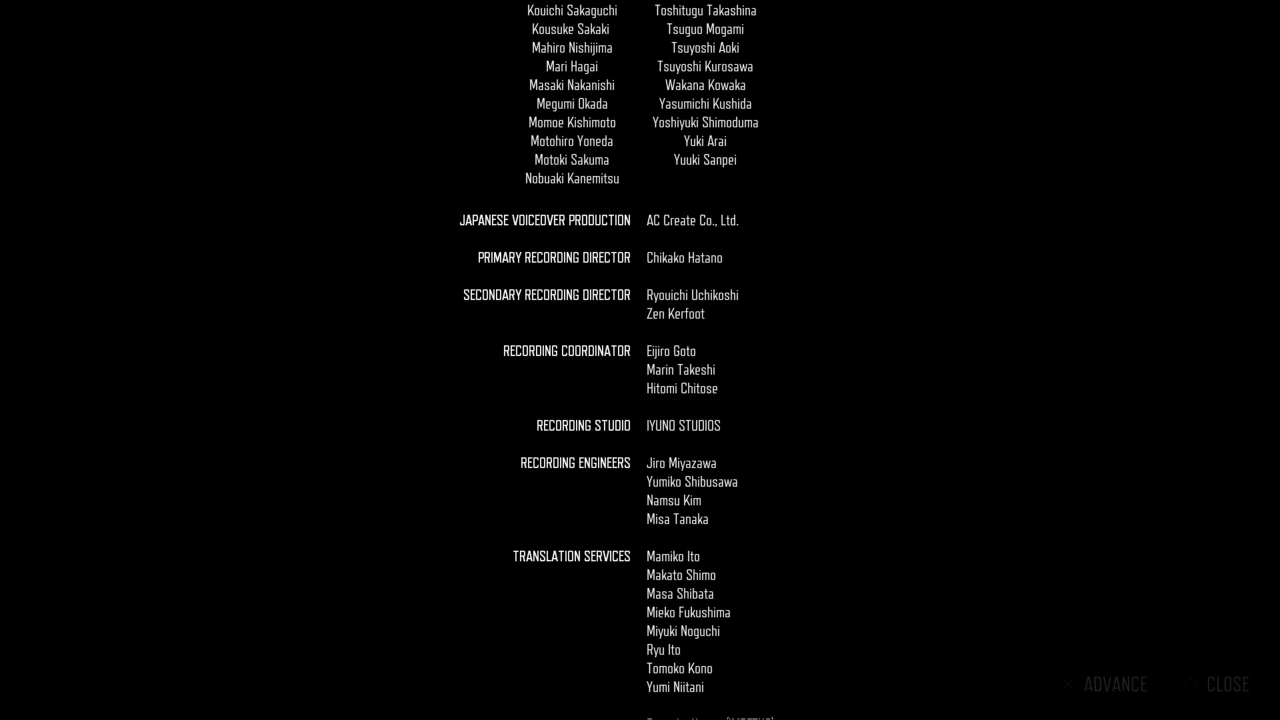 Kouichi Sakaguchi Toshitugu Takashina
Kousuke Sakaki Tsuguo Mogami
Mahiro Nishijima Tsuyoshi Aoki
Mari Hagai Tsuyoshi Kurosawa
Masaki Nakanishi Wakana Kowaka
Megumi Okada Yasumichi Kushida
Momoe Kishimoto Yoshiyuki Shimoduma
Motohiro Yoneda Yuki Arai
Motoki Sakuma Yuuki Sanpei
Nobuaki Kanemitsu
JAPANESE VOICEOVER PRODUCTION AC Create Co., Ltd.
PRIMARY RECORDING DIRECTOR Chikako Hatano
SECONDARY RECORDING DIRECTOR Ryouichi Uchikoshi
Zen Kerfoot
RECORDING COORDINATOR Eijiro Goto
Marin Takeshi
Hitomi Chitose
RECORDING STUDIO IYUNO STUDIOS
RECORDING ENGINEERS Jiro Miyazawa
Yumiko Shibusawa
Namsu Kim
Misa Tanaka
TRANSLATION SERVICES Mamiko Ito
Makato Shimo
Masa Shibata
Mieko Fukushima
Miyuki Noguchi
Ryu Ito
Tomoko Kono
Yumi Niitani
ADVANCE CLOSE